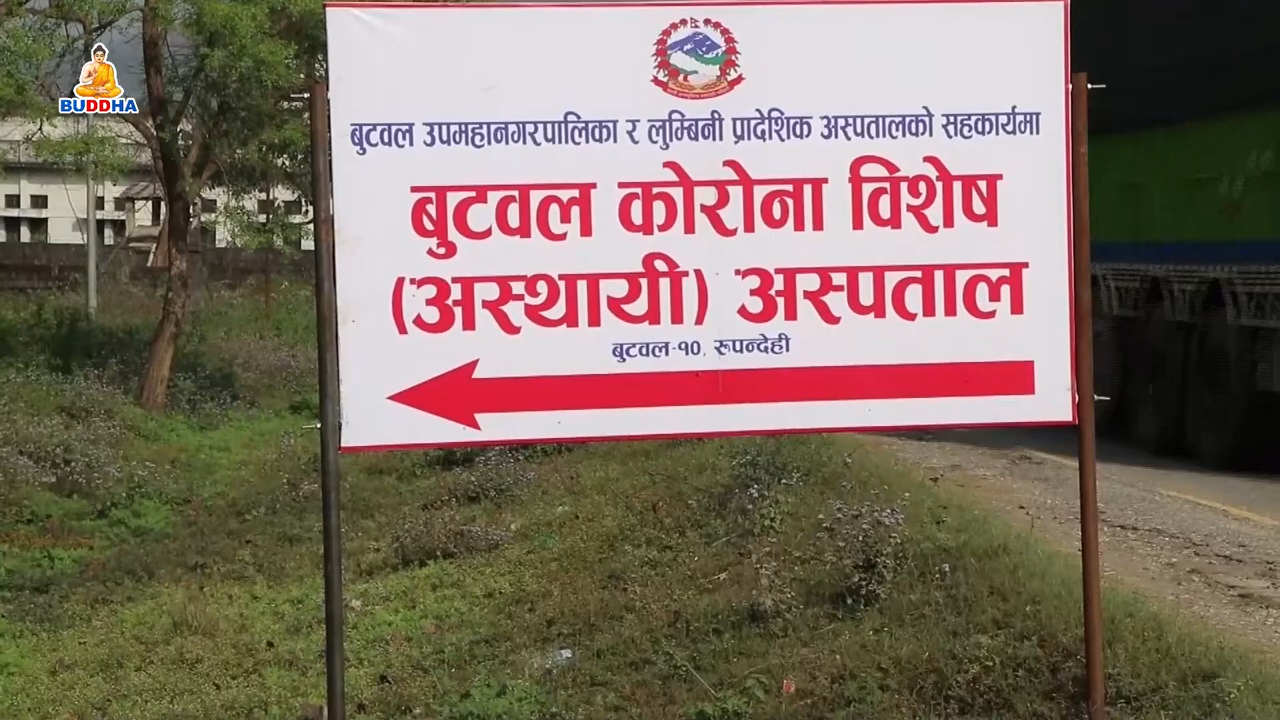 BUDDHA
बुटवल उपमहानगरपालिका र लुम्बिनी प्रादेशिक अस्पतालको सहकार्यमा
बुटवल कोरोना विशेष
(अस्थायी) अस्पताल
बुटवल-१०, रुपन्देही